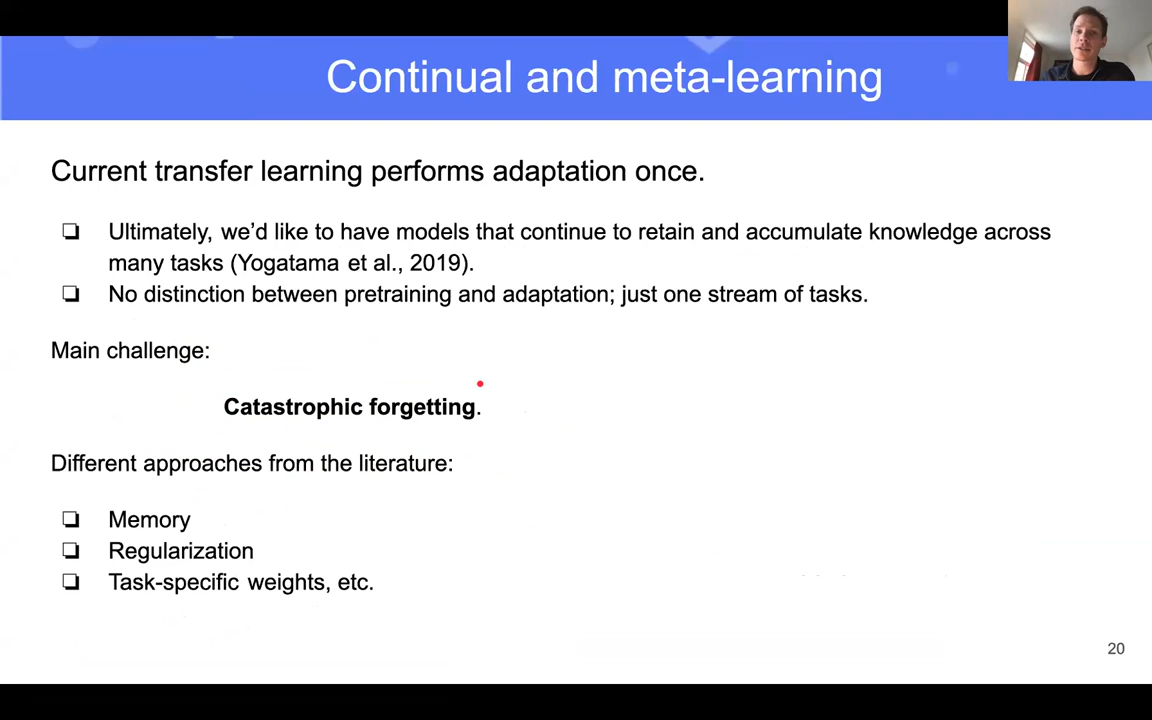 Continual and meta-learning
Current transfer learning performs adaptation once.
❏ Ultimately, we’d like to have models that continue to retain and accumulate knowledge across
many tasks (Yogatama et al., 2019).
❏ No distinction between pretraining and adaptation; just one stream of tasks.
Main challenge:
Catastrophic forgetting.
Different approaches from the literature:
❏ Memory
❏ Regularization
❏ Task-specific weights, etc.
20